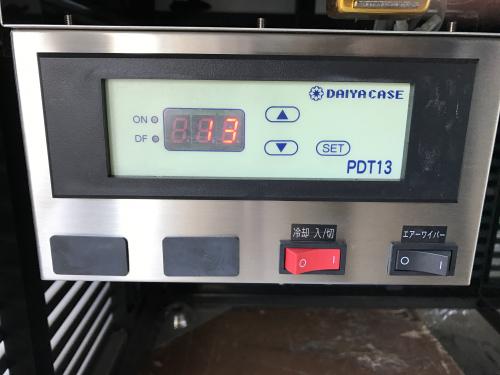 DAIYA CASE
ON
DF
13
SET
PDT13
冷却 入/切
エアーワイパー
O I
O I